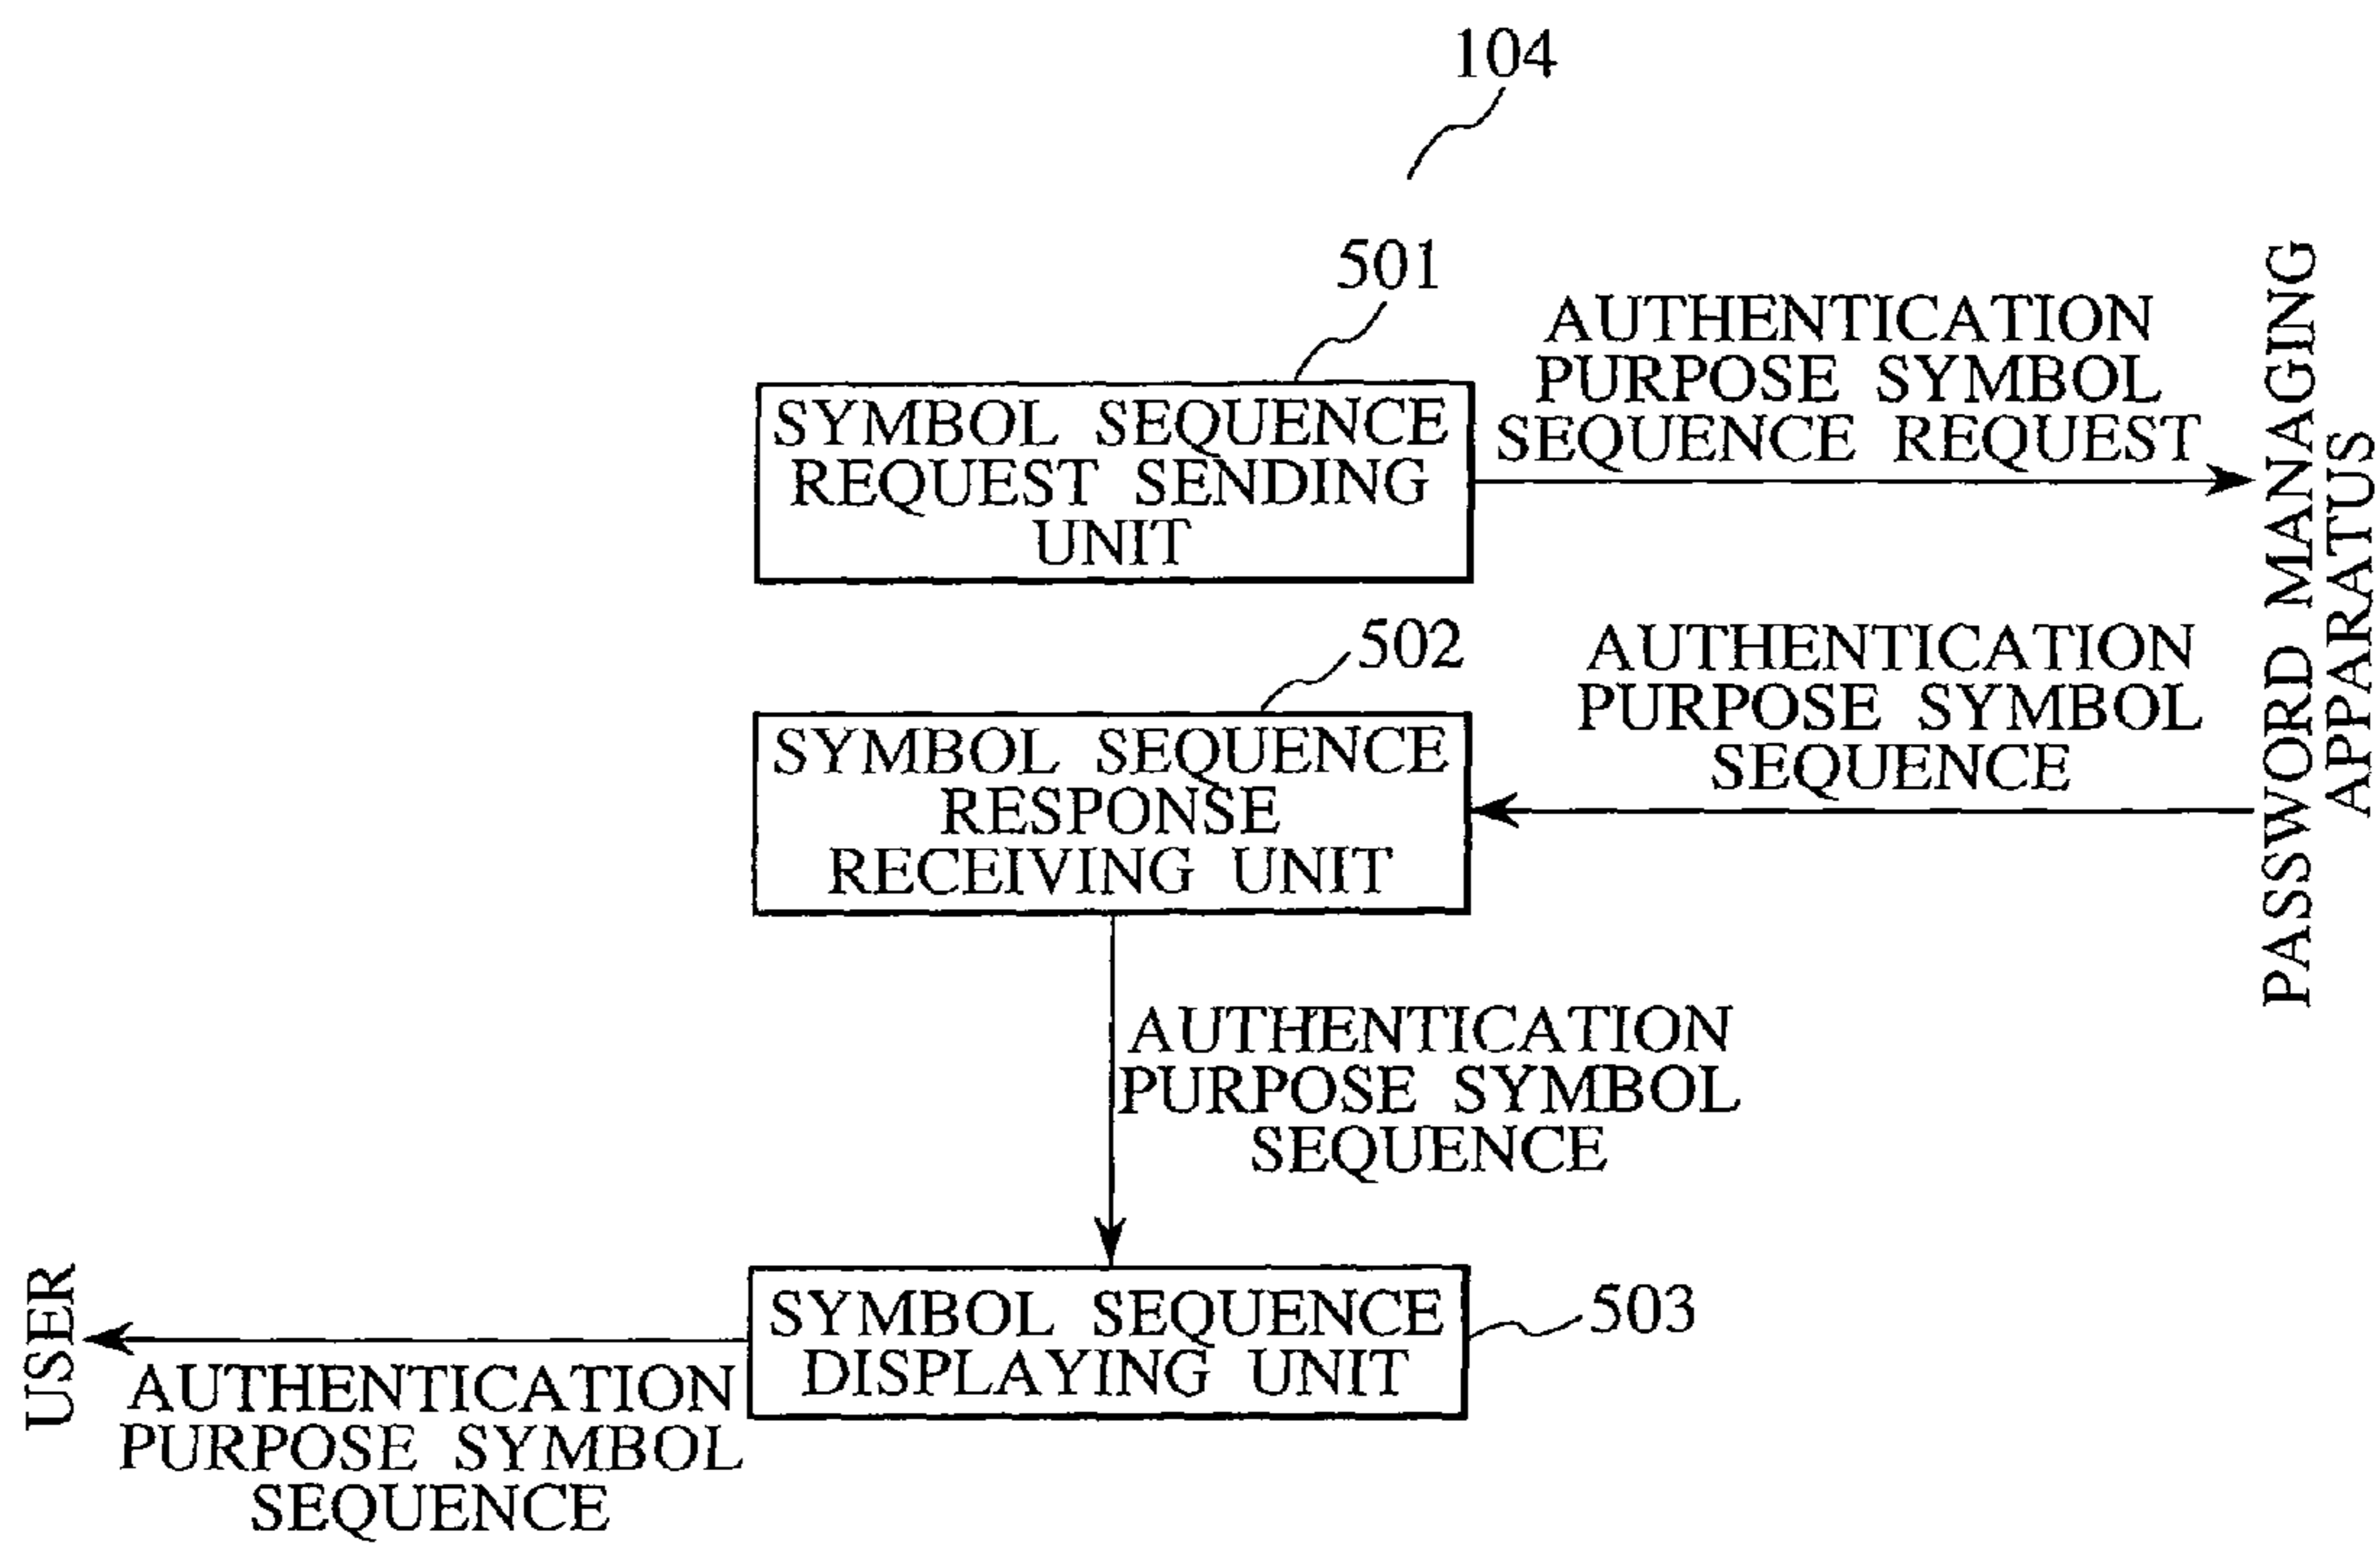 104
501
SYMBOL SEQUENCE
REQUEST SENDING
UNIT
AUTHENTICATION
PURPOSE SYMBOL
SEQUENCE REQUEST
PASSWORD MANAGING
APPARATUS
502
SYMBOL SEQUENCE
RESPONSE
RECEIVING UNIT
AUTHENTICATION
PURPOSE SYMBOL
SEQUENCE
AUTHENTICATION
PURPOSE SYMBOL
SEQUENCE
SYMBOL SEQUENCE
DISPLAYING UNIT
503
USER
AUTHENTICATION
PURPOSE SYMBOL
SEQUENCE